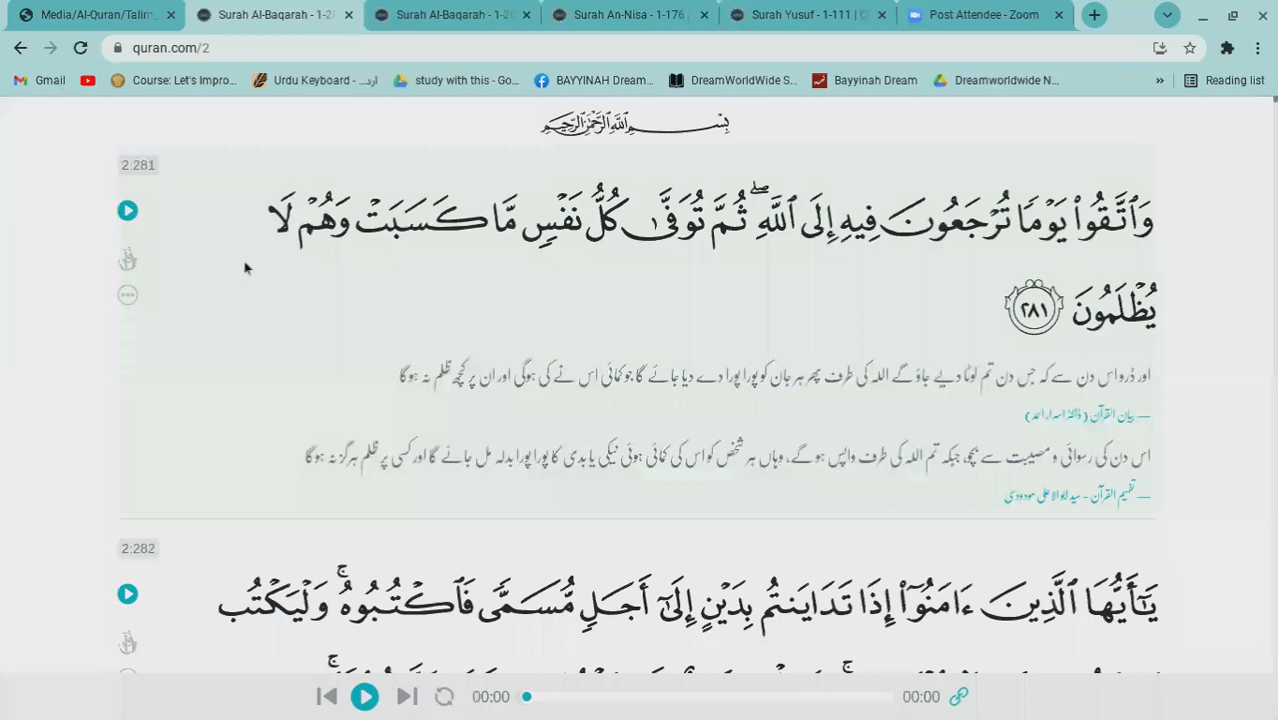 Media/Al-Quran/Talim
Surah Al-Baqarah - 1-28
Surah Al-Baqarah - 1-28
Surah An-Nisa - 1-176
Surah Yusuf - 1-111 | Q
Post Attendee - Zoom
quran.com/2
Gmail
Course: Let's Impro...
Urdu Keyboard - اردو...
study with this - Go...
BAYYINAH Dream...
DreamWorldWide S...
Bayyinah Dream
Dreamworldwide N...
»
Reading list
بِسْمِ ٱللَّهِ ٱلرَّحْمَٰنِ ٱلرَّحِيمِ
2:281
وَٱتَّقُوا۟ يَوْمًا تُرْجَعُونَ فِيهِ إِلَى ٱللَّهِ ۖ ثُمَّ تُوَفَّىٰ كُلُّ نَفْسٍ مَّا كَسَبَتْ وَهُمْ لَا
يُظْلَمُونَ ٢٨١
اور ڈرو اس دن سے کہ جس دن تم لوٹا دیے جاؤ گے اللہ کی طرف پھر ہر جان کو پورا پورا دے دیا جائے گا جو کمائی اس نے کی ہوگی اور ان پر کچھ ظلم نہ ہوگا
— بیان القرآن (ڈاکٹر اسرار احمد)
اس دن کی رسوائی و مصیبت سے بچو، جبکہ تم اللہ کی طرف واپس ہو گے، وہاں ہر شخص کو اس کی کمائی ہوئی نیکی یا بدی کا پورا پورا بدلہ مل جائے گا اور کسی پر ظلم ہرگز نہ ہوگا
— تفہیم القرآن - سید ابو الاعلی مودودی
2:282
يَٰٓأَيُّهَا ٱلَّذِينَ ءَامَنُوٓا۟ إِذَا تَدَايَنتُم بِدَيْنٍ إِلَىٰٓ أَجَلٍ مُّسَمًّى فَٱكْتُبُوهُ ۚ وَلْيَكْتُب
00:00
00:00